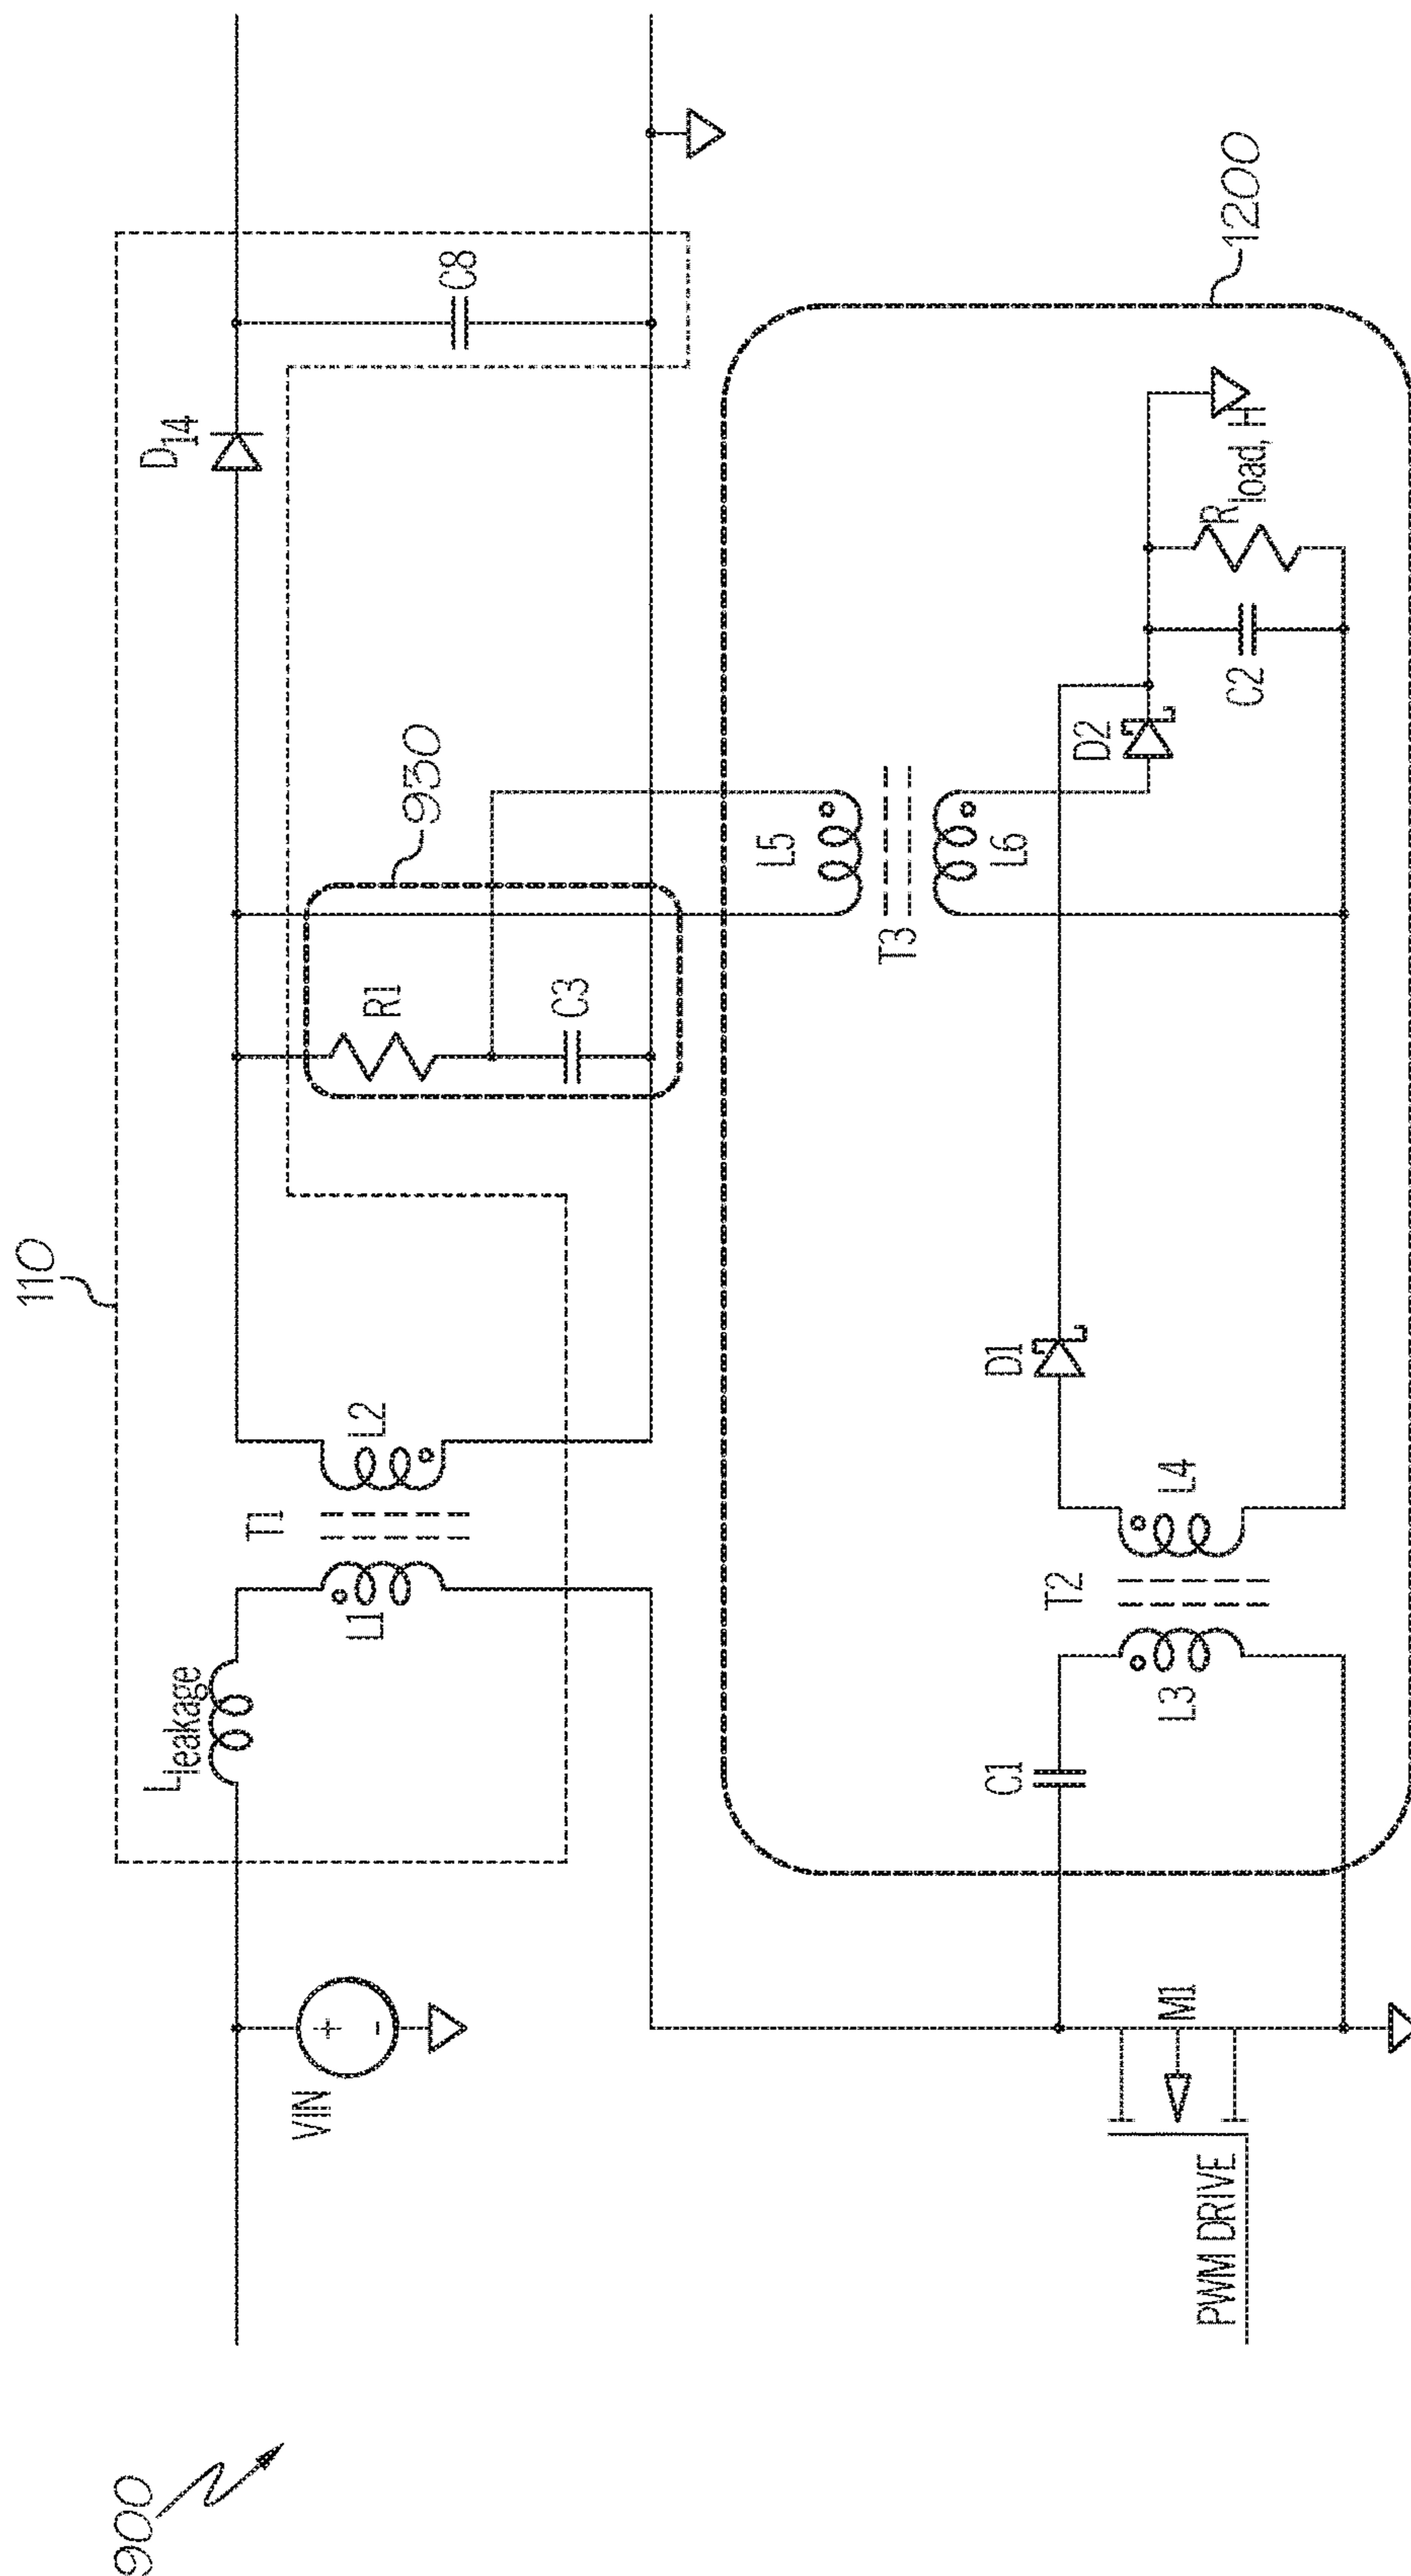 900
110
VIN
Lleakage
L1
T1
L2
R1
C3
930
D14
C8
PWM DRIVE
M1
C1
L3
T2
L4
D1
T3
L5
L6
D2
C2
Rload, H
1200